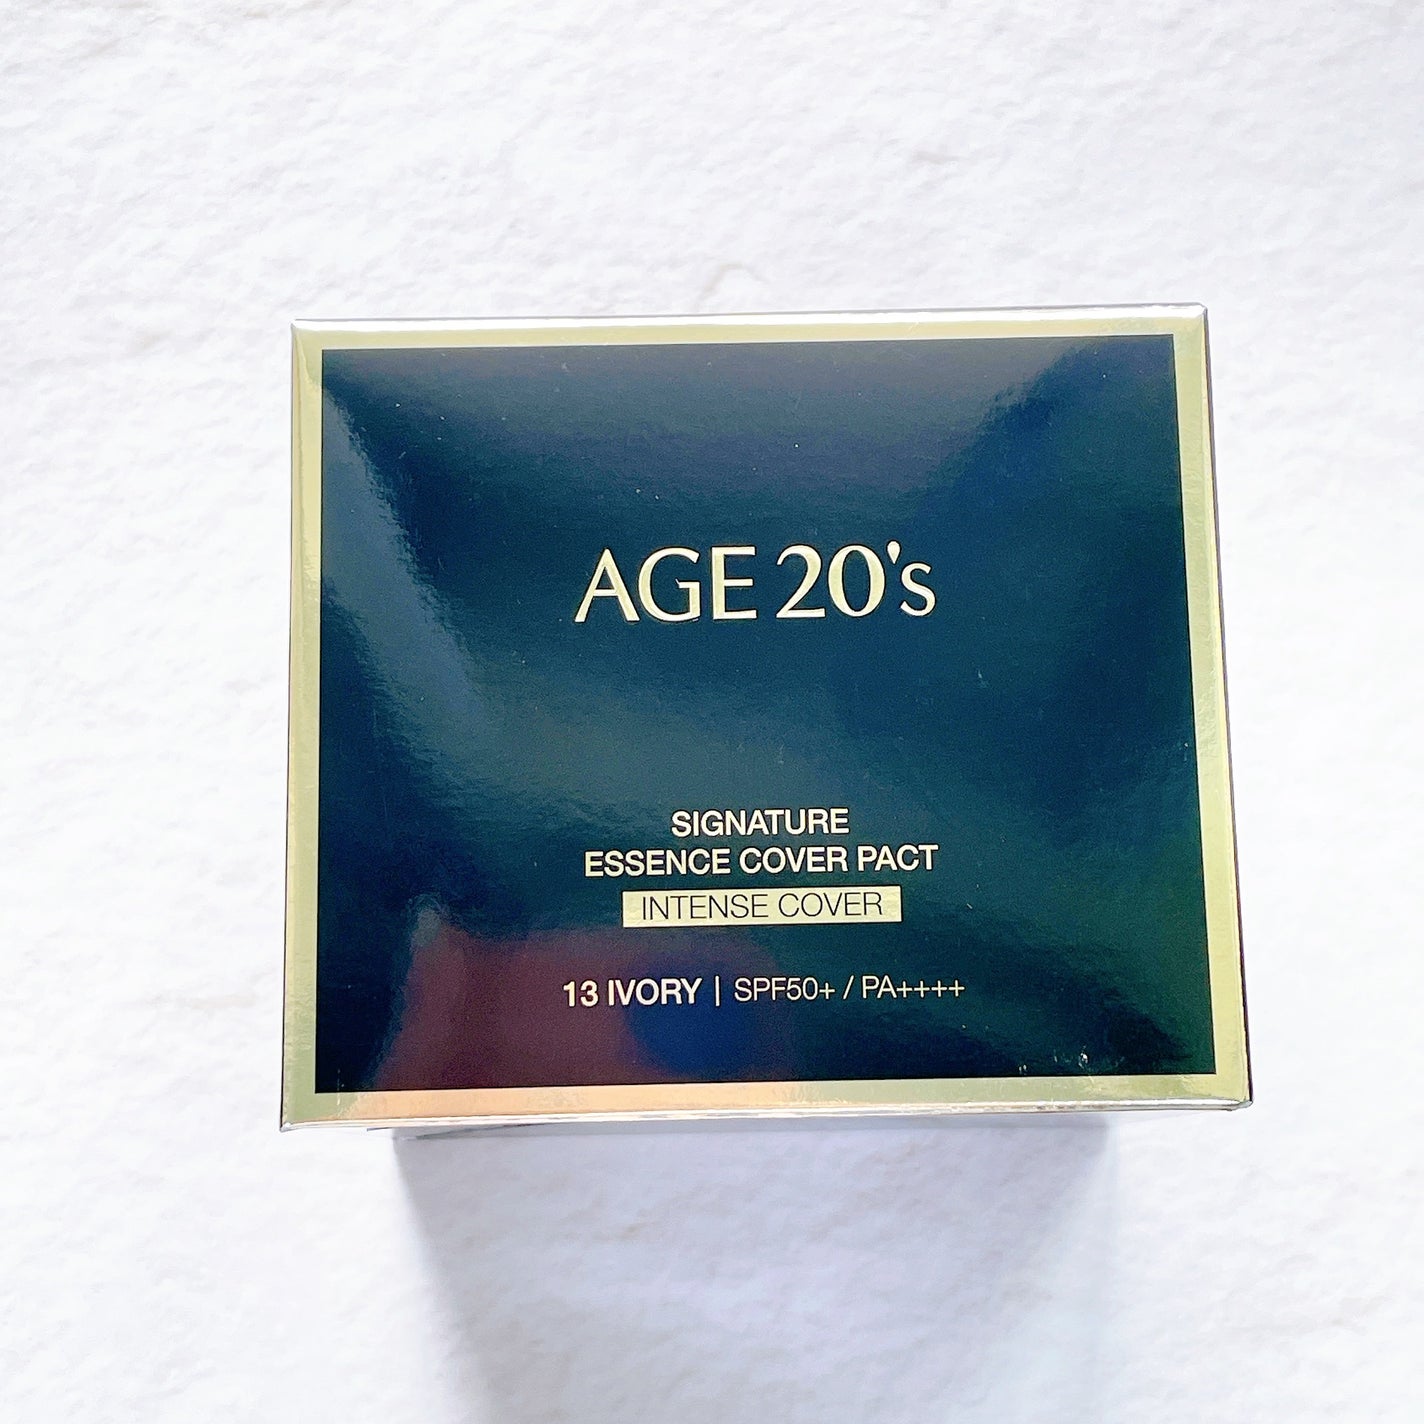 AGE 20's
SIGNATURE
ESSENCE COVER PACT
INTENSE COVER
13 IVORY | SPF50+ / PA++++